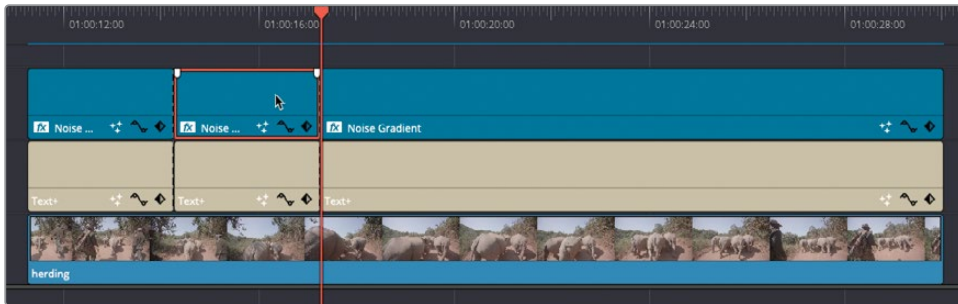 01:00:12:00 01:00:16:00 01:00:20:00 01:00:24:00 01:00:28:00
fx Noise ... fx Noise ... fx Noise Gradient
Text+ Text+ Text+
herding